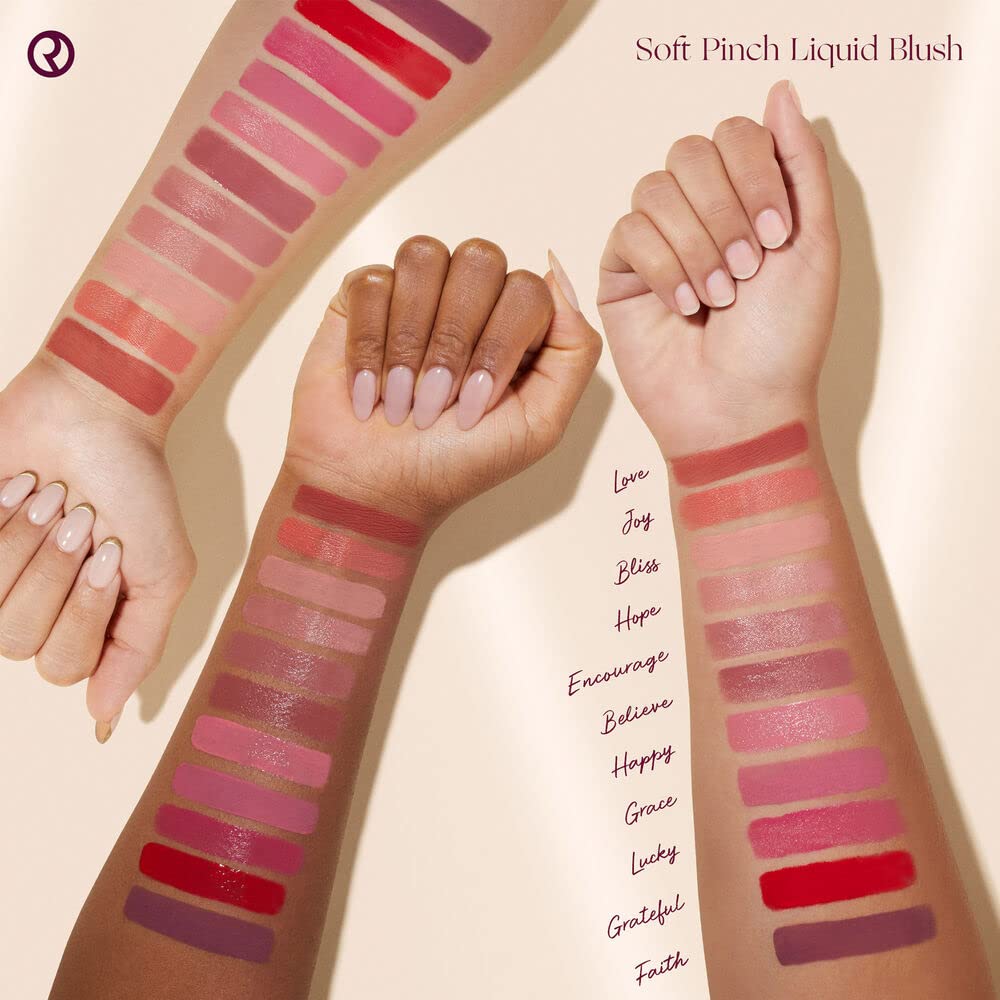 Soft Pinch Liquid Blush
Love
Joy
Bliss
Hope
Encourage
Believe
Happy
Grace
Lucky
Grateful
Faith